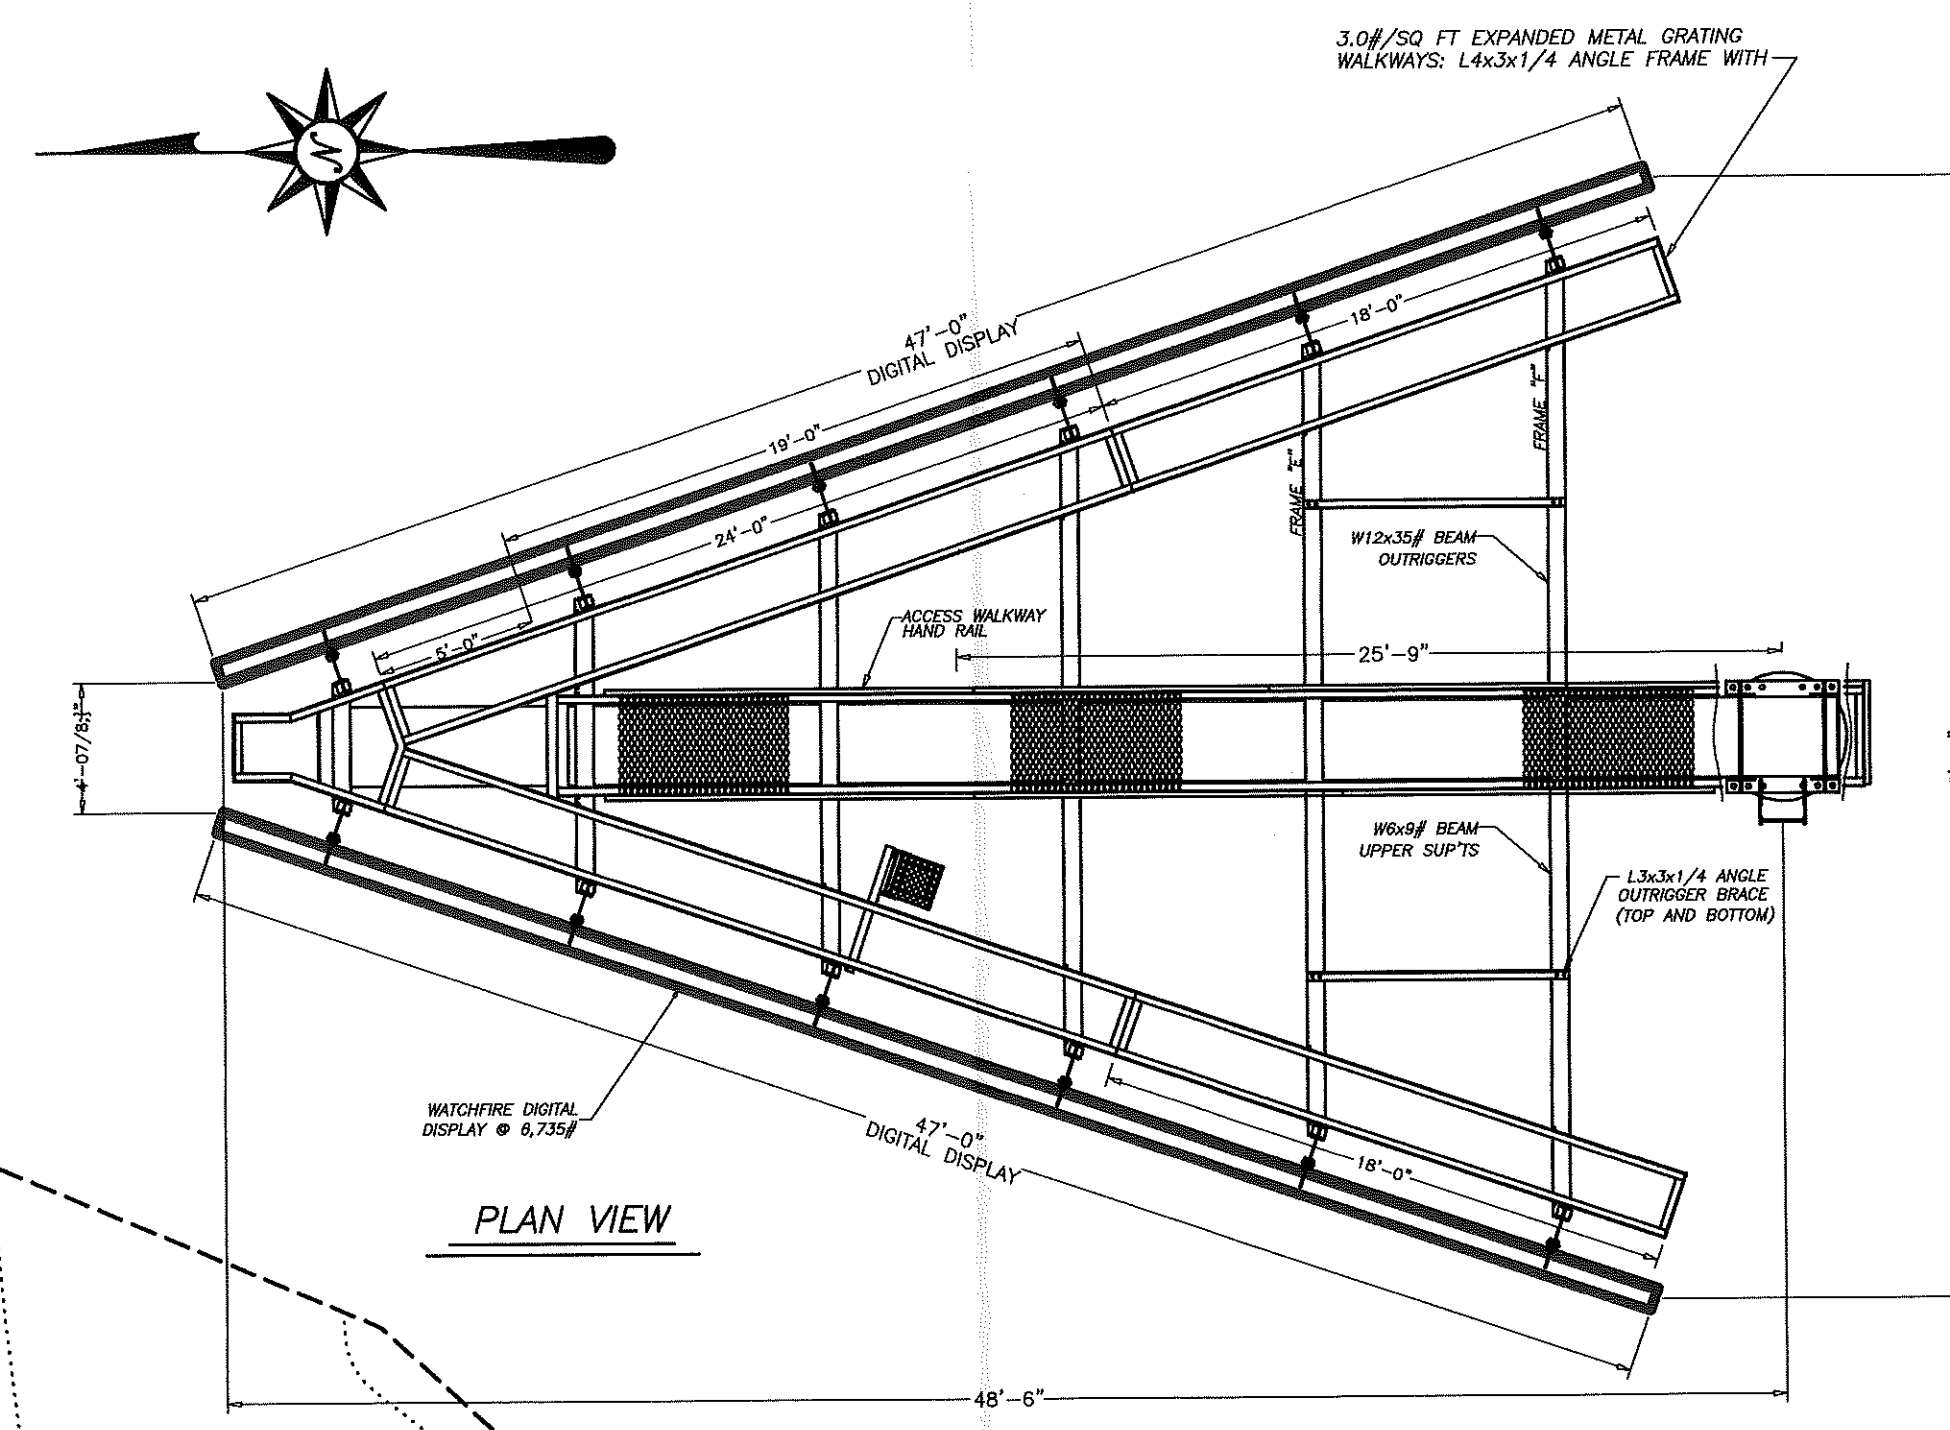 3.0#/SQ FT EXPANDED METAL GRATING
WALKWAYS: L4x3x1/4 ANGLE FRAME WITH
N
47'-0"
DIGITAL DISPLAY
18'-0"
19'-0"
24'-0"
5'-0"
FRAME "F"
FRAME "E"
W12x35# BEAM
OUTRIGGERS
ACCESS WALKWAY
HAND RAIL
25'-9"
4'-07/8"
W6x9# BEAM
UPPER SUP'TS
L3x3x1/4 ANGLE
OUTRIGGER BRACE
(TOP AND BOTTOM)
WATCHFIRE DIGITAL
DISPLAY @ 6,735#
47'-0"
DIGITAL DISPLAY
18'-0"
PLAN VIEW
48'-6"